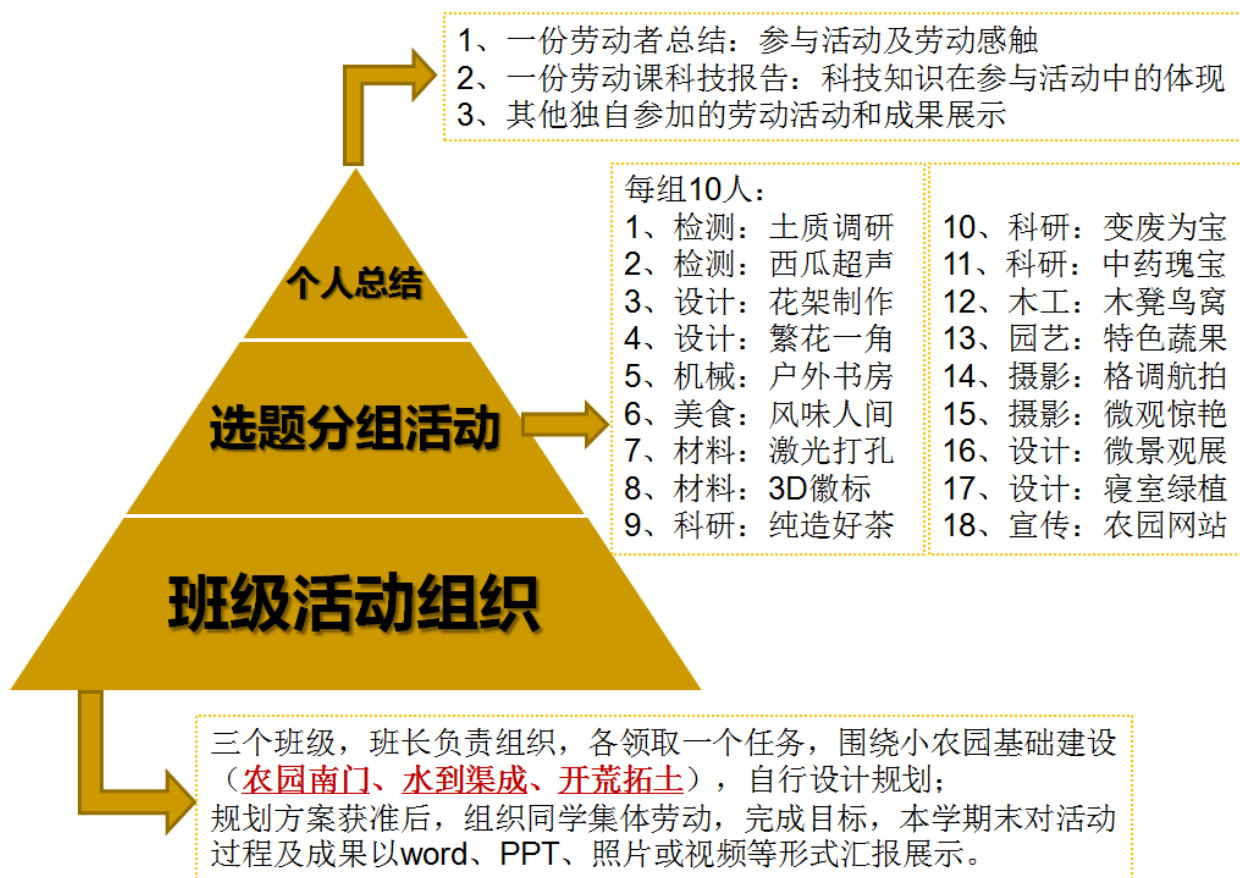 1、一份劳动者总结：参与活动及劳动感触
2、一份劳动课科技报告：科技知识在参与活动中的体现
3、其他独自参加的劳动活动和成果展示
个人总结
选题分组活动
班级活动组织
每组10人：
1、检测：土质调研
2、检测：西瓜超声
3、设计：花架制作
4、设计：繁花一角
5、机械：户外书房
6、美食：风味人间
7、材料：激光打孔
8、材料：3D徽标
9、科研：纯造好茶
10、科研：变废为宝
11、科研：中药瑰宝
12、木工：木凳鸟窝
13、园艺：特色蔬果
14、摄影：格调航拍
15、摄影：微观惊艳
16、设计：微景观展
17、设计：寝室绿植
18、宣传：农园网站
三个班级，班长负责组织，各领取一个任务，围绕小农园基础建设
（农园南门、水到渠成、开荒拓土），自行设计规划；
规划方案获准后，组织同学集体劳动，完成目标，本学期末对活动
过程及成果以word、PPT、照片或视频等形式汇报展示。